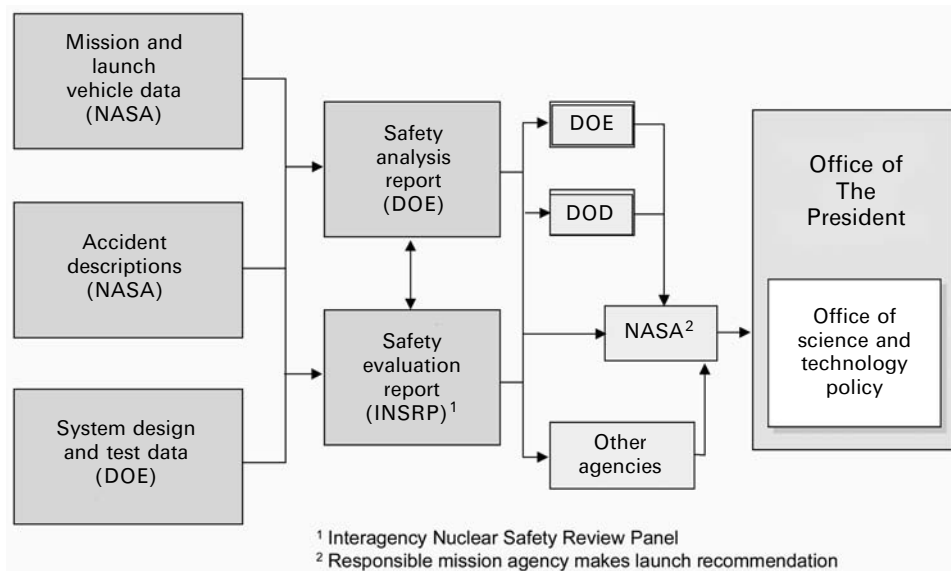 Mission and
launch
vehicle data
(NASA)
Accident
descriptions
(NASA)
System design
and test data
(DOE)
Safety
analysis
report
(DOE)
Safety
evaluation
report
(INSRP)¹
DOE
DOD
NASA²
Other
agencies
Office of
The
President
Office of
science and
technology
policy
¹ Interagency Nuclear Safety Review Panel
² Responsible mission agency makes launch recommendation